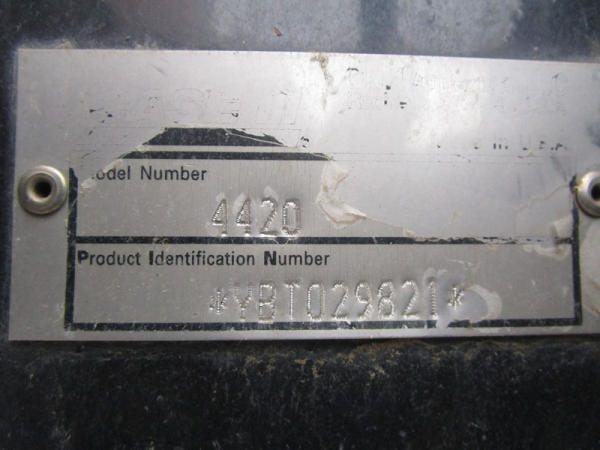 Model Number
4420
Product Identification Number
*YBT029821*